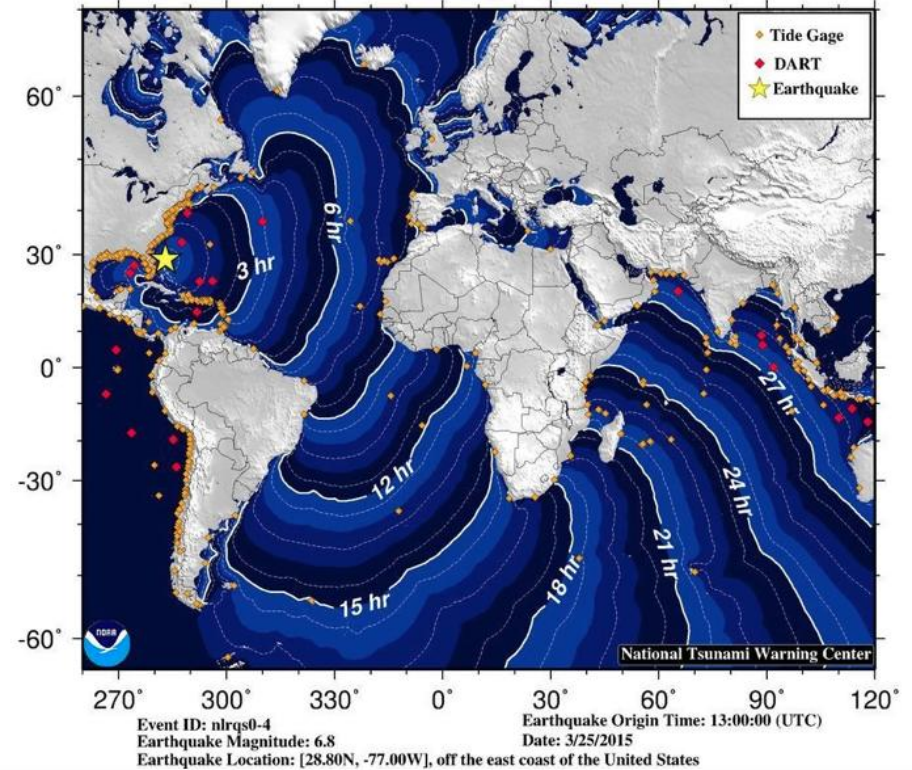 Tide Gage
DART
Earthquake
60°
30°
0°
-30°
-60°
3 hr
6 hr
12 hr
15 hr
18 hr
21 hr
24 hr
27 hr
NOAA
National Tsunami Warning Center
270° 300° 330° 0° 30° 60° 90° 120°
Event ID: nlrqs0-4
Earthquake Magnitude: 6.8
Earthquake Location: [28.80N, -77.00W], off the east coast of the United States
Earthquake Origin Time: 13:00:00 (UTC)
Date: 3/25/2015